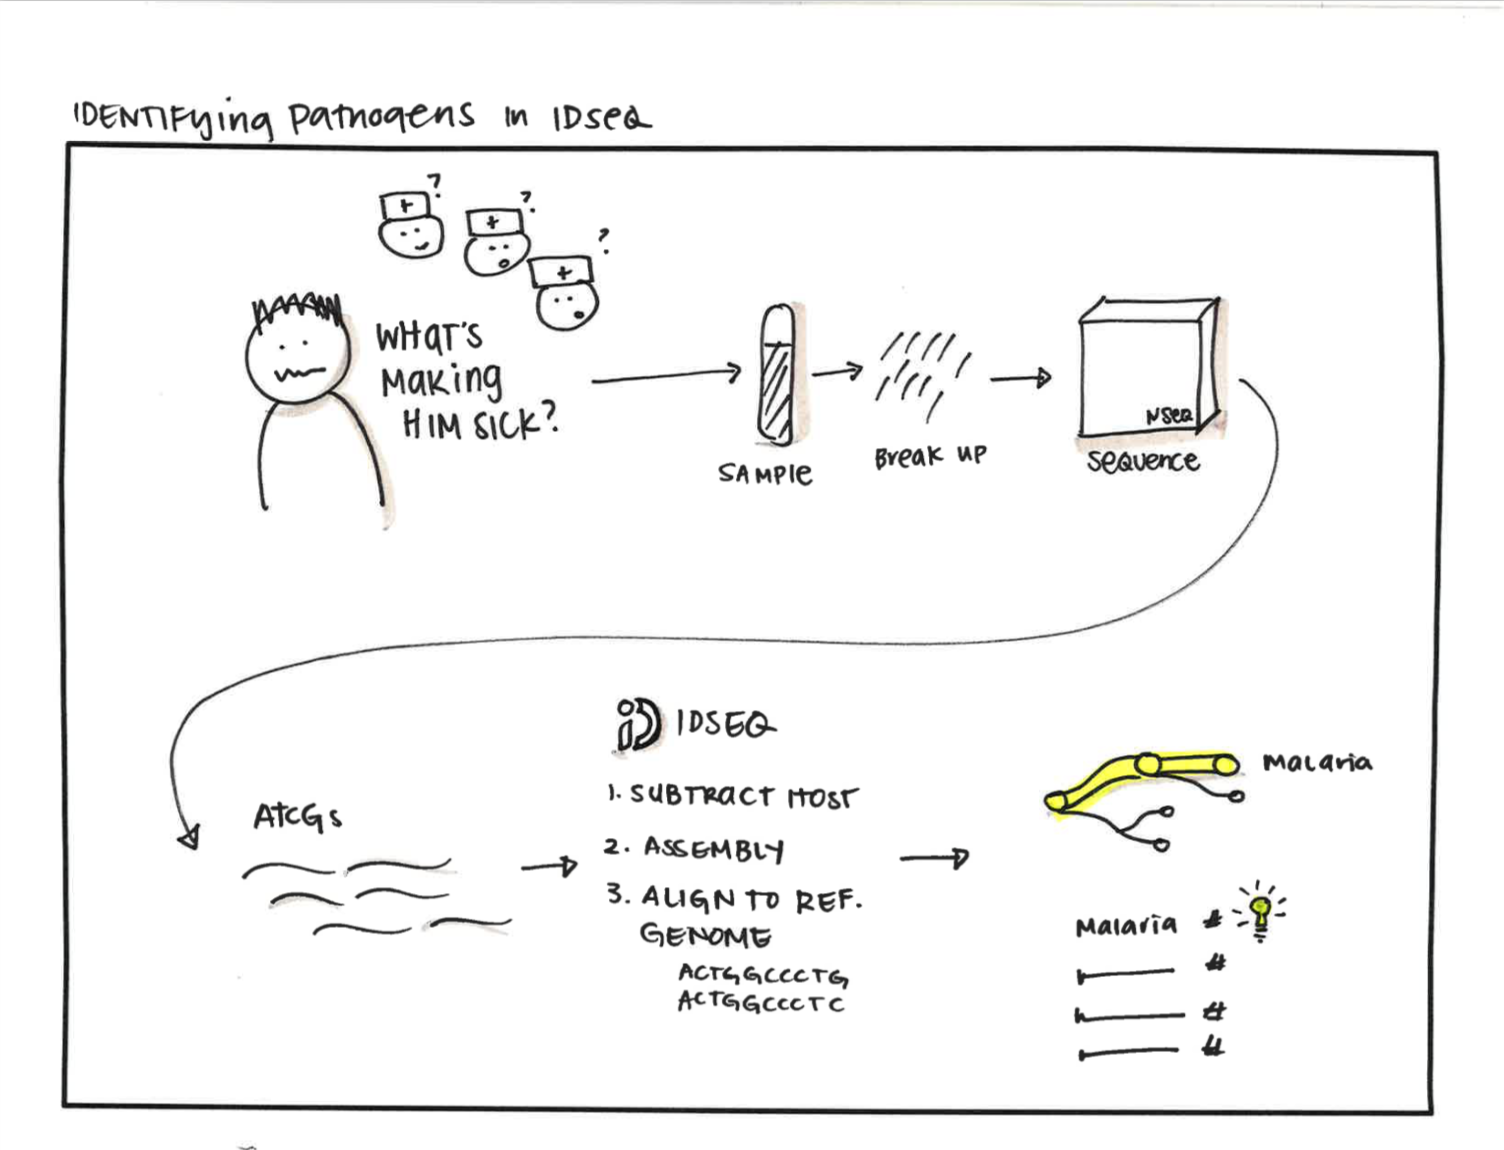 IDENTIFying Pathogens in IDseq
?
?
?
+
+
+
WHAT'S
MAKING
HIM SICK?
SAMPLE
Break up
NSEQ
SEQUENCE
ATCGs
iD IDSEQ
1. SUBTRACT HOST
2. ASSEMBLY
3. ALIGN TO REF.
GENOME
ACTGGCCCTG
ACTGGCCCTC
Malaria
Malaria #
#
#
#